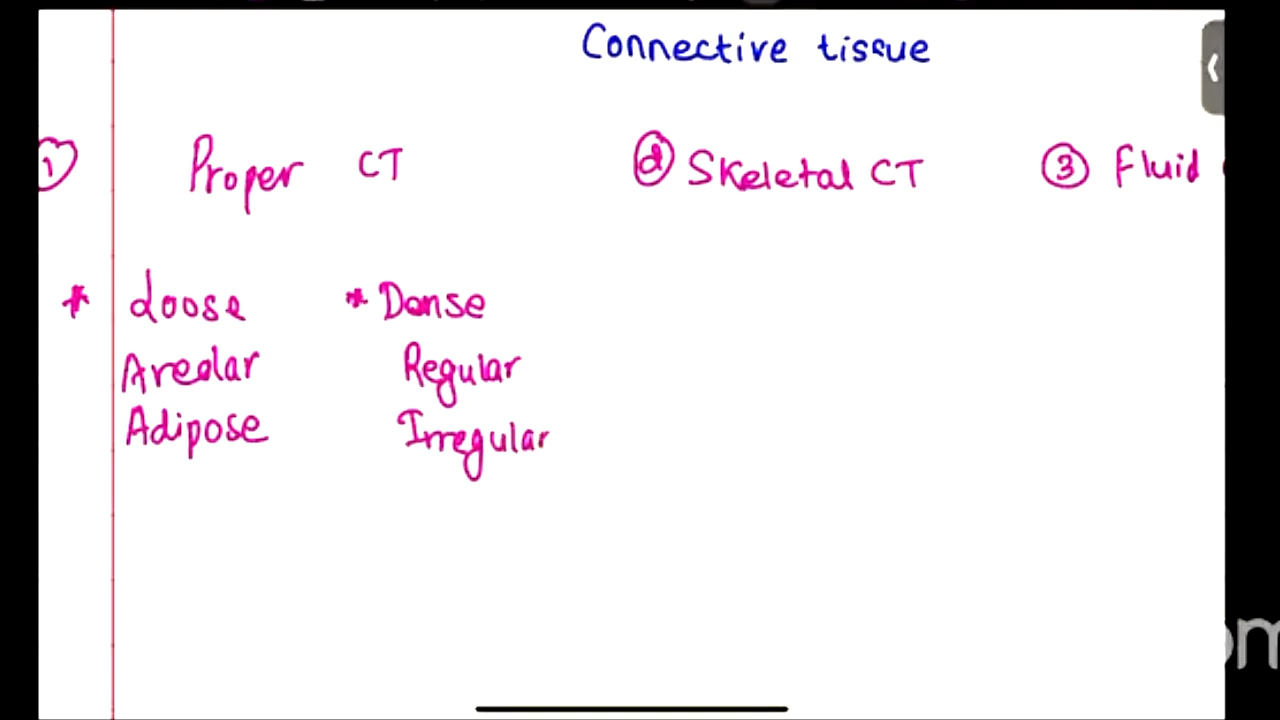 Connective tissue
① Proper CT ② Skeletal CT ③ Fluid
* Loose * Dense
Areolar Regular
Adipose Irregular